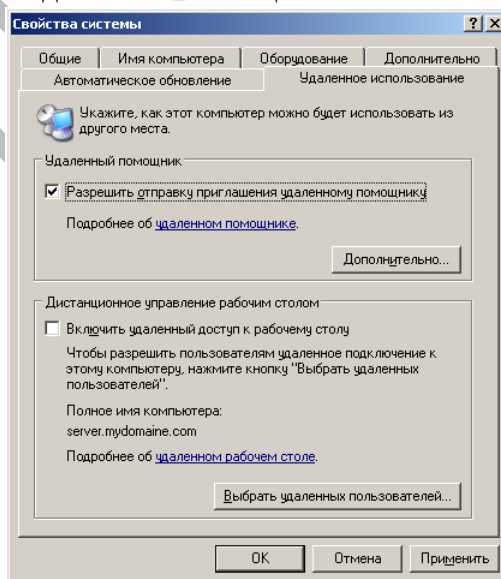 Свойства системы
Общие
Имя компьютера
Оборудование
Дополнительно
Автоматическое обновление
Удаленное использование
Укажите, как этот компьютер можно будет использовать из
другого места.
Удаленный помощник
Разрешить отправку приглашения удаленному помощнику
Подробнее об удаленном помощнике.
Дополнительно...
Дистанционное управление рабочим столом
Включить удаленный доступ к рабочему столу
Чтобы разрешить пользователям удаленное подключение к
этому компьютеру, нажмите кнопку "Выбрать удаленных
пользователей".
Полное имя компьютера:
server.mydomaine.com
Подробнее об удаленном рабочем столе.
Выбрать удаленных пользователей...
OK
Отмена
Применить